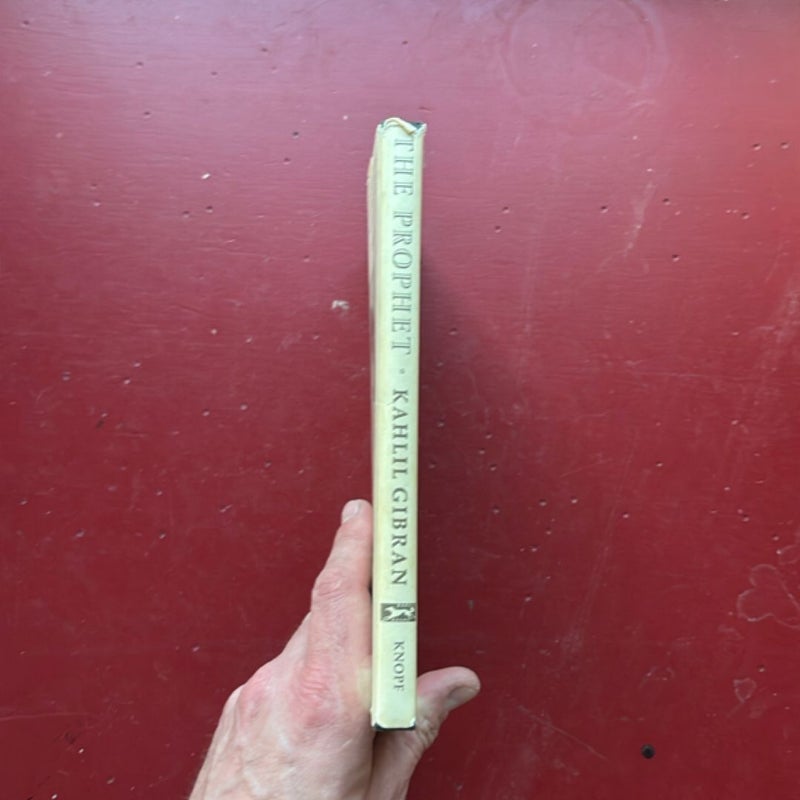 THE PROPHET • KAHLIL GIBRAN
KNOPF